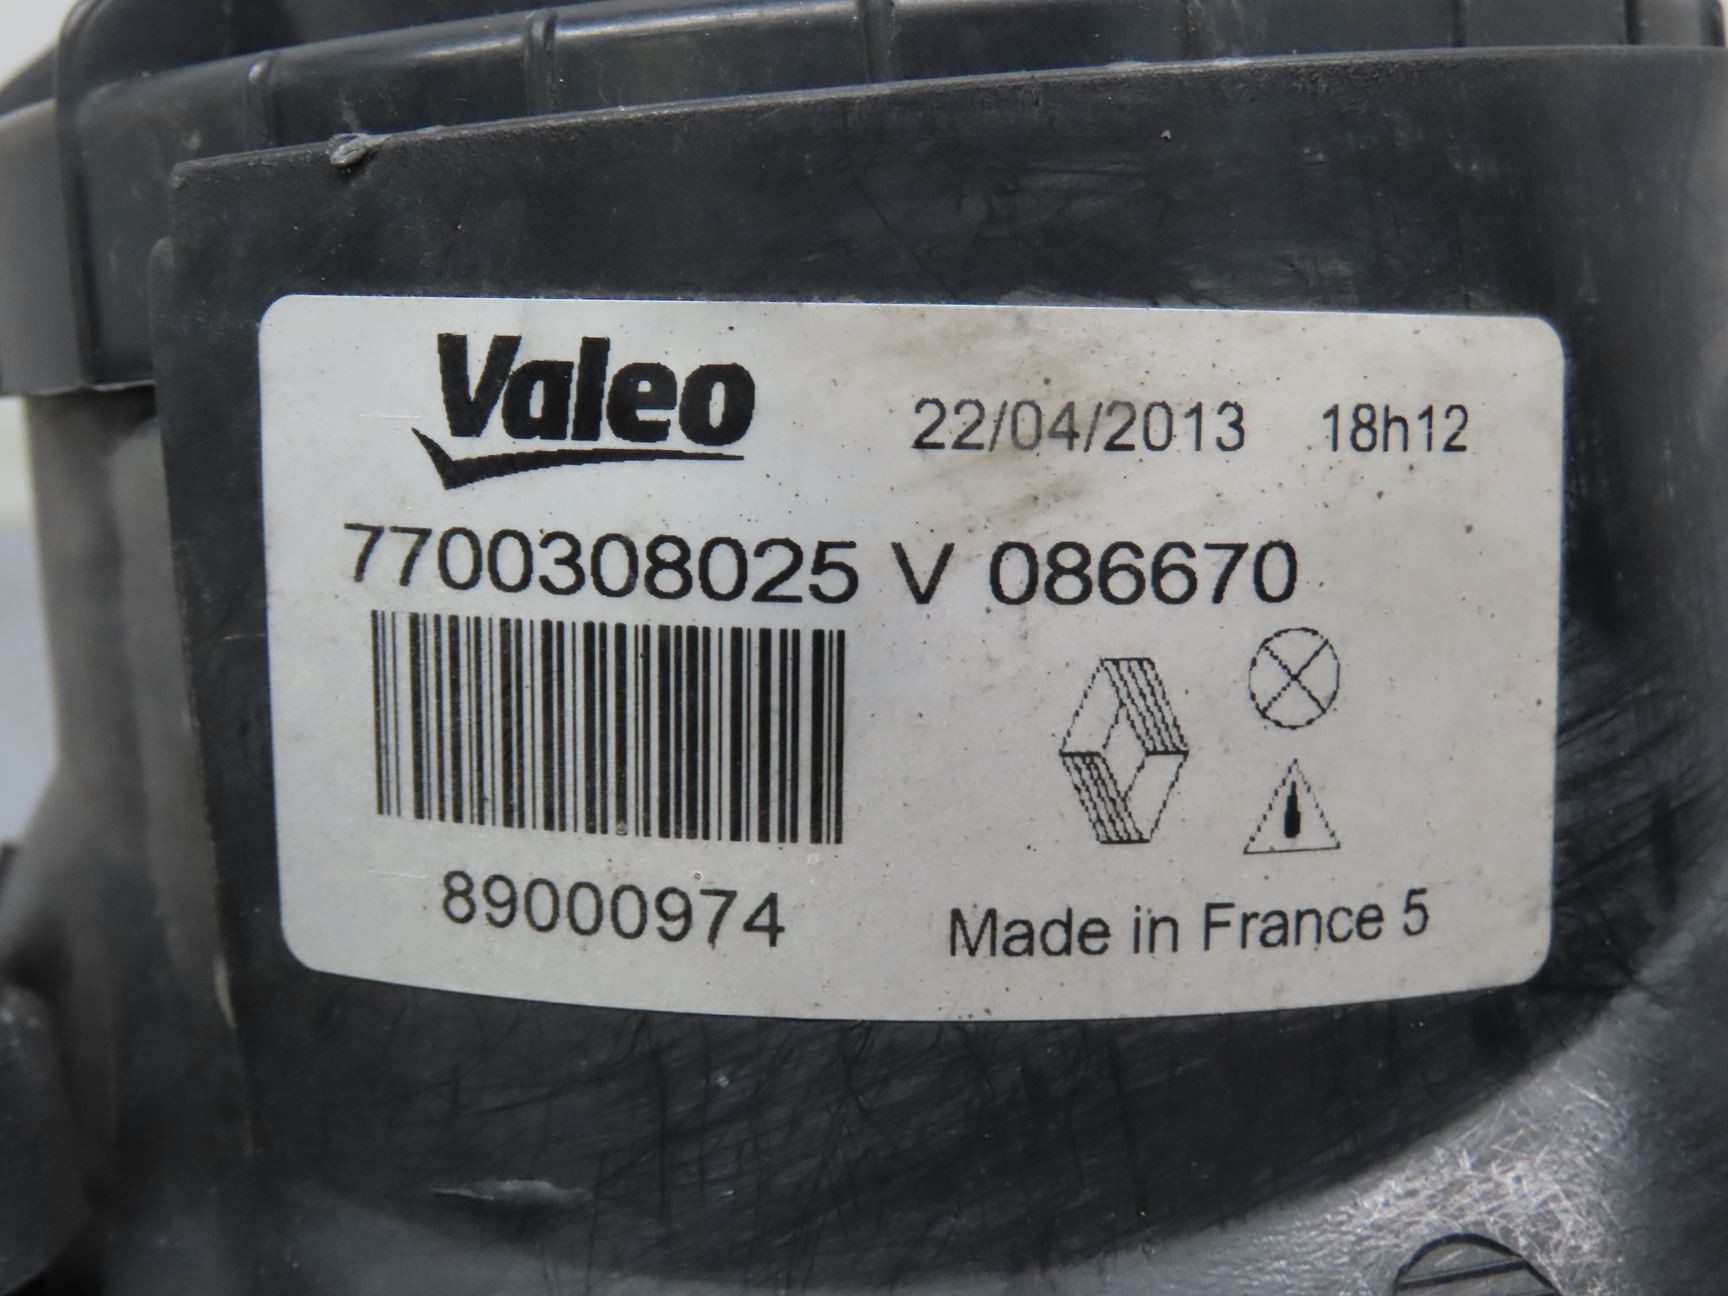 Valeo
22/04/2013 18h12
7700308025 V 086670
89000974
Made in France 5